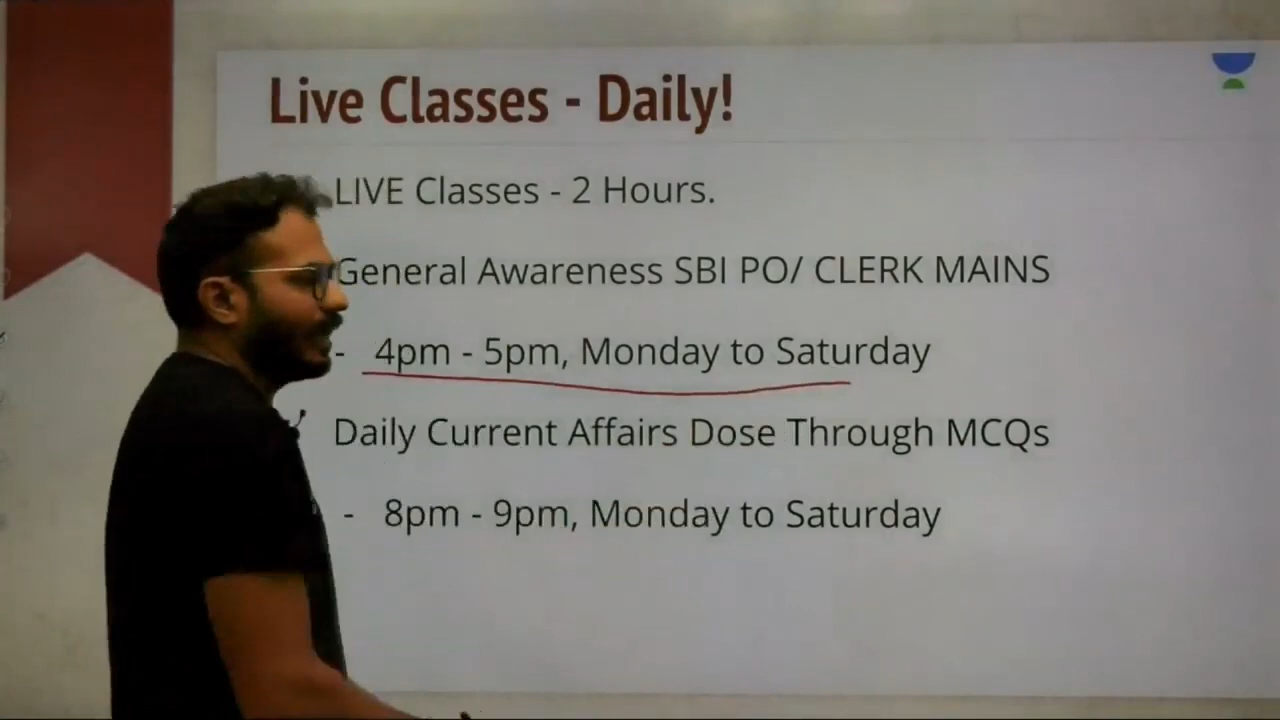 Live Classes - Daily!
LIVE Classes - 2 Hours.
General Awareness SBI PO/ CLERK MAINS
- 4pm - 5pm, Monday to Saturday
Daily Current Affairs Dose Through MCQs
- 8pm - 9pm, Monday to Saturday